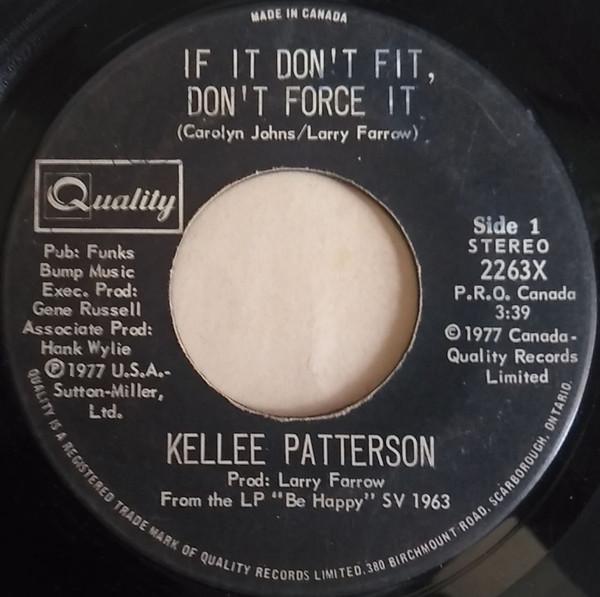 MADE IN CANADA
IF IT DON'T FIT,
DON'T FORCE IT
(Carolyn Johns/Larry Farrow)
Quality
Pub: Funks
Bump Music
Exec. Prod:
Gene Russell
Associate Prod:
Hank Wylie
Ⓟ1977 U.S.A.-
Sutton-Miller,
Ltd.
Side 1
STEREO
2263X
P.R.O. Canada
3:39
©1977 Canada-
Quality Records
Limited
KELLEE PATTERSON
Prod: Larry Farrow
From the LP "Be Happy" SV 1963
QUALITY IS A REGISTERED TRADE MARK OF QUALITY RECORDS LIMITED, 380 BIRCHMOUNT ROAD, SCARBOROUGH, ONTARIO.